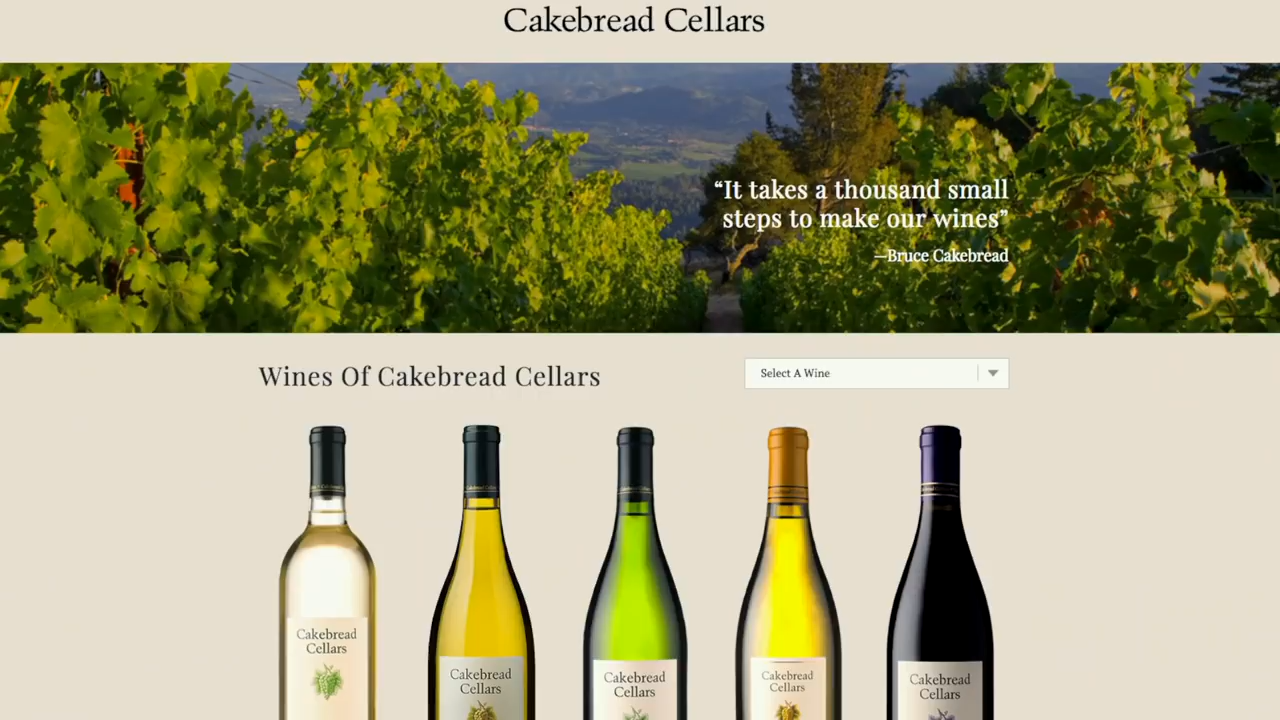 Cakebread Cellars
“It takes a thousand small
steps to make our wines”
—Bruce Cakebread
Wines Of Cakebread Cellars
Select A Wine
Cakebread
Cellars
Cakebread
Cellars
Cakebread
Cellars
Cakebread
Cellars
Cakebread
Cellars